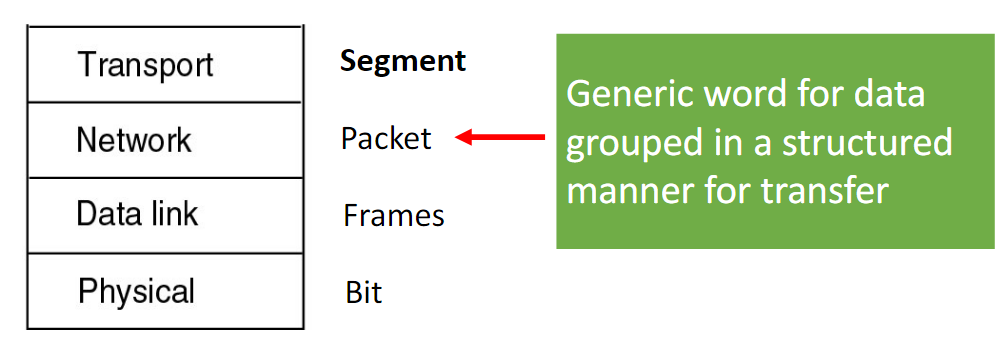 Transport
Segment
Network
Packet
Data link
Frames
Physical
Bit
Generic word for data
grouped in a structured
manner for transfer